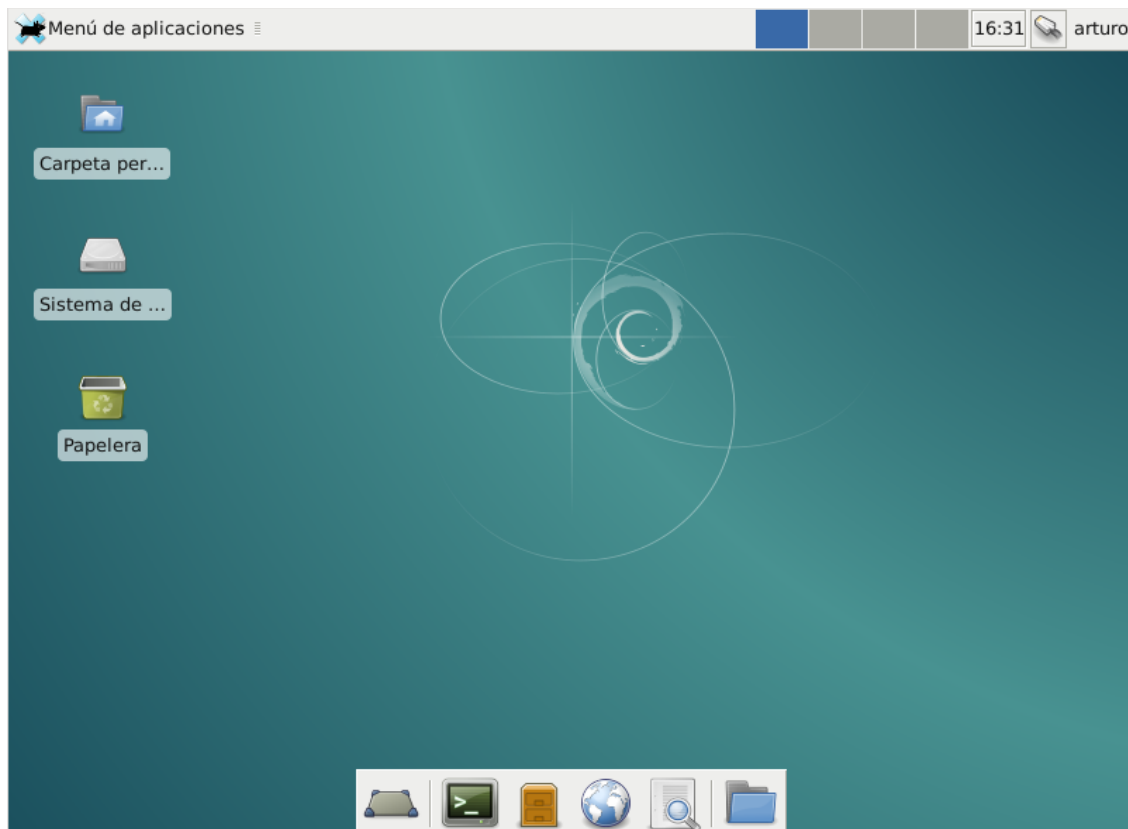 Menú de aplicaciones
16:31
arturo
Carpeta per...
Sistema de ...
Papelera
>_